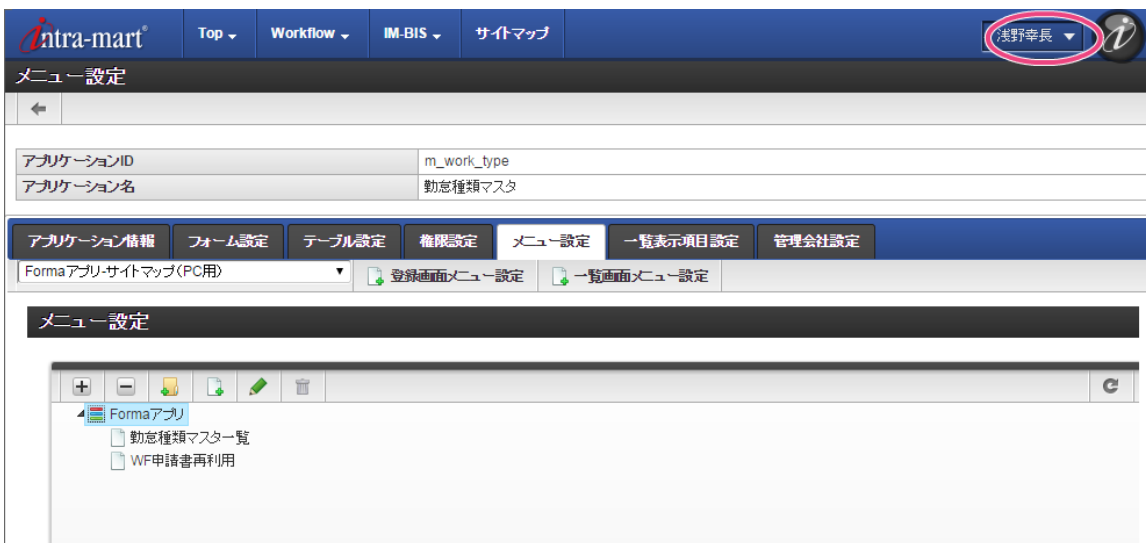 intra-mart® Top Workflow IM-BIS サイトマップ 浅野幸長
メニュー設定
アプリケーションID m_work_type
アプリケーション名 勤怠種類マスタ
アプリケーション情報 フォーム設定 テーブル設定 権限設定 メニュー設定 一覧表示項目設定 管理会社設定
Formaアプリ-サイトマップ(PC用) 登録画面メニュー設定 一覧画面メニュー設定
メニュー設定
Formaアプリ
勤怠種類マスター覧
WF申請書再利用